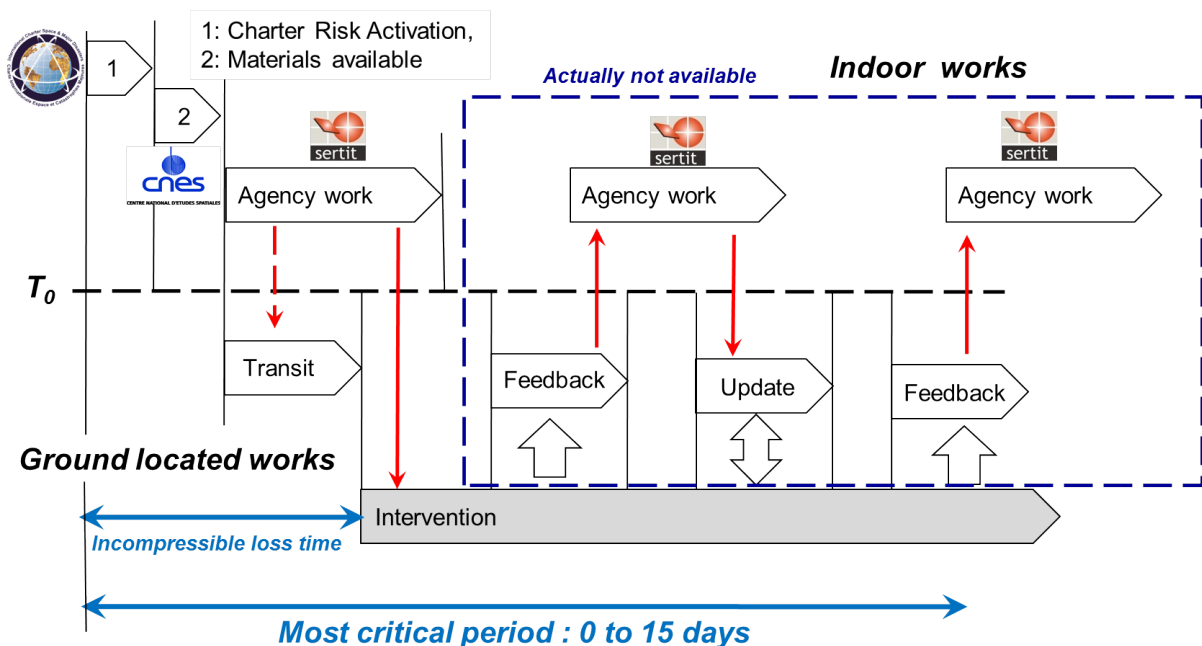 1: Charter Risk Activation,
2: Materials available
1
2
Actually not available
Indoor works
cnes
CENTRE NATIONAL D'ETUDES SPATIALES
sertit
sertit
sertit
Agency work
Agency work
Agency work
T0
Transit
Feedback
Update
Feedback
Ground located works
Intervention
Incompressible loss time
Most critical period : 0 to 15 days